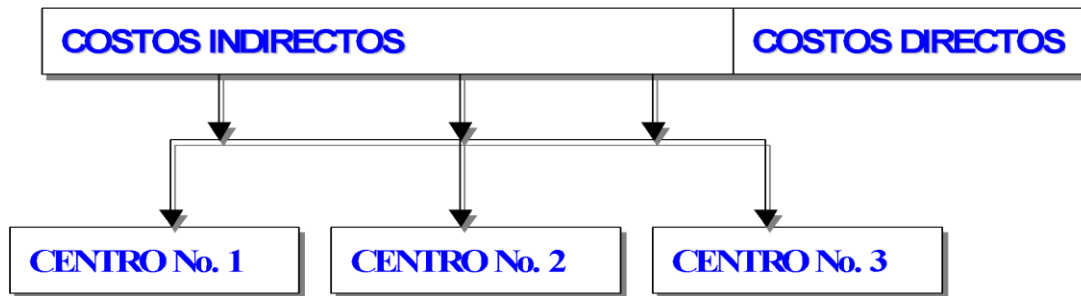 COSTOS INDIRECTOS
COSTOS DIRECTOS
CENTRO No. 1
CENTRO No. 2
CENTRO No. 3